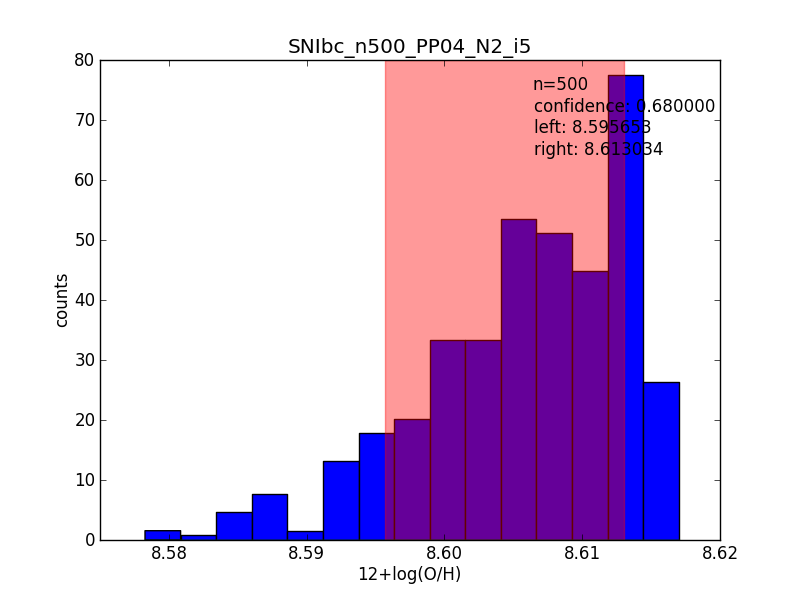 SNIbc_n500_PP04_N2_i5
n=500
confidence: 0.680000
left: 8.595653
right: 8.613034
80
70
60
50
40
30
20
10
0
counts
8.58 8.59 8.60 8.61 8.62
12+log(O/H)